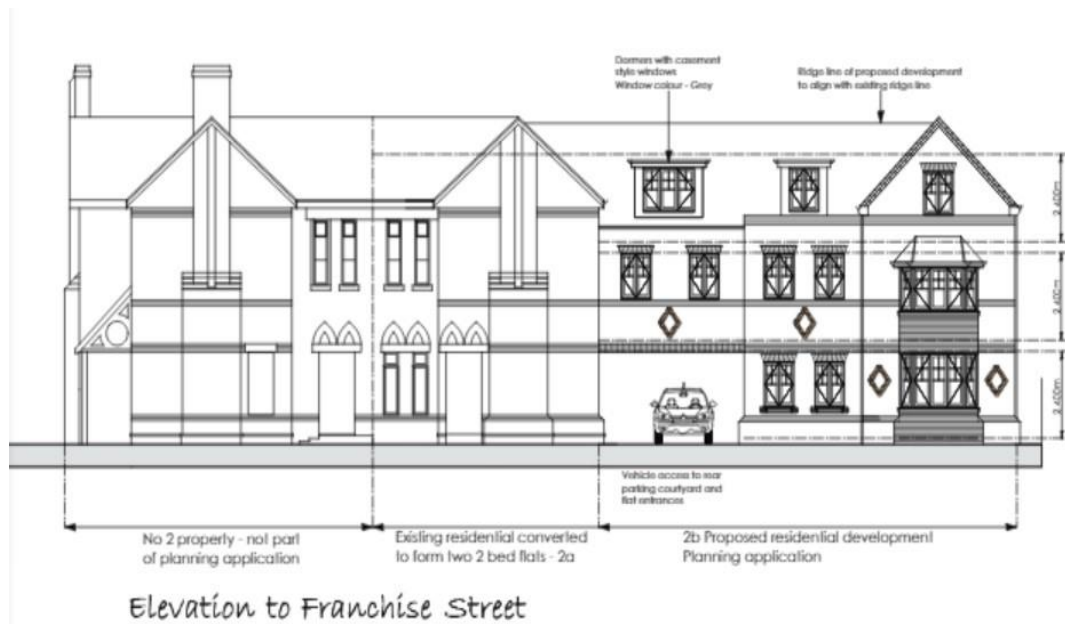 Dormers with casement
style windows
Window colour - Grey
Ridge line of proposed development
to align with existing ridge line
2.400m
2.400m
2.400m
Vehicle access to rear
parking courtyard and
flat entrances
No 2 property - not part
of planning application
Existing residential converted
to form two 2 bed flats - 2a
2b Proposed residential development
Planning application
Elevation to Franchise Street